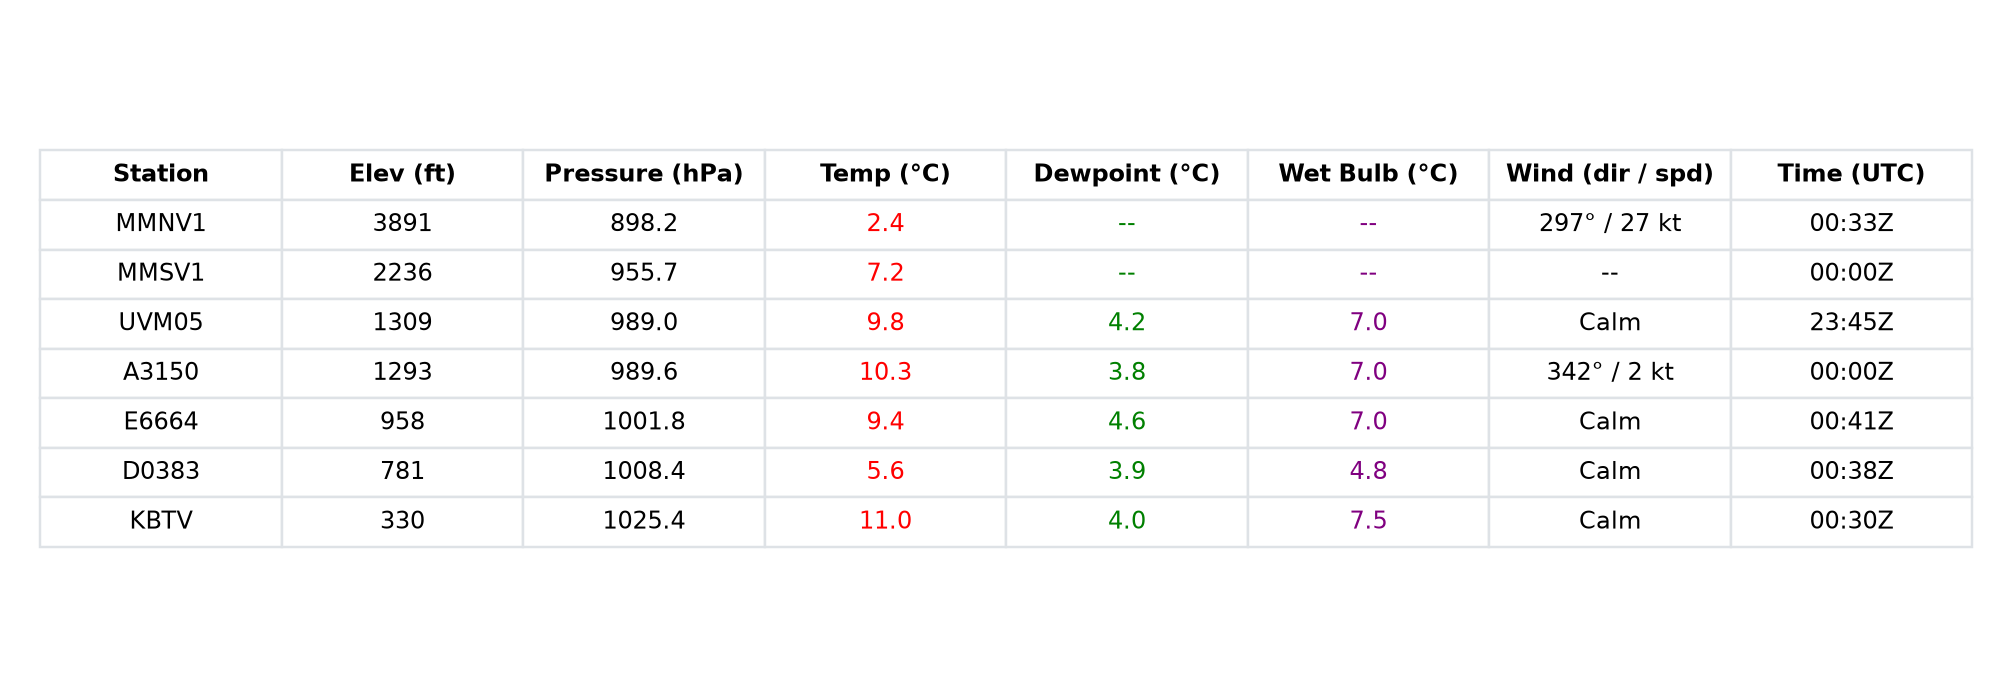 Station Elev (ft) Pressure (hPa) Temp (°C) Dewpoint (°C) Wet Bulb (°C) Wind (dir / spd) Time (UTC)
MMNV1 3891 898.2 2.4 -- -- 297° / 27 kt 00:33Z
MMSV1 2236 955.7 7.2 -- -- -- 00:00Z
UVM05 1309 989.0 9.8 4.2 7.0 Calm 23:45Z
A3150 1293 989.6 10.3 3.8 7.0 342° / 2 kt 00:00Z
E6664 958 1001.8 9.4 4.6 7.0 Calm 00:41Z
D0383 781 1008.4 5.6 3.9 4.8 Calm 00:38Z
KBTV 330 1025.4 11.0 4.0 7.5 Calm 00:30Z